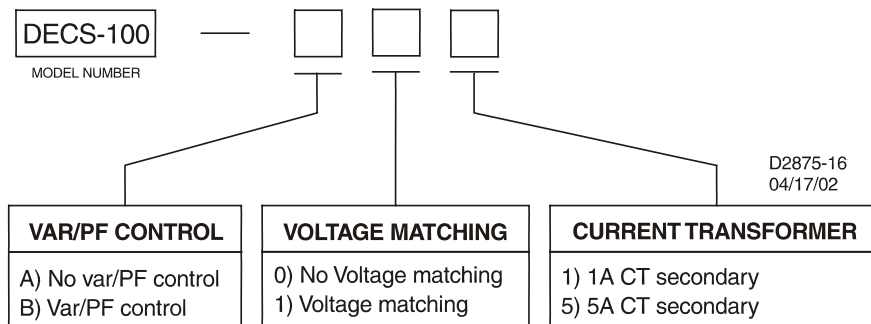 DECS-100
MODEL NUMBER
D2875-16
04/17/02
VAR/PF CONTROL
A) No var/PF control
B) Var/PF control
VOLTAGE MATCHING
0) No Voltage matching
1) Voltage matching
CURRENT TRANSFORMER
1) 1A CT secondary
5) 5A CT secondary